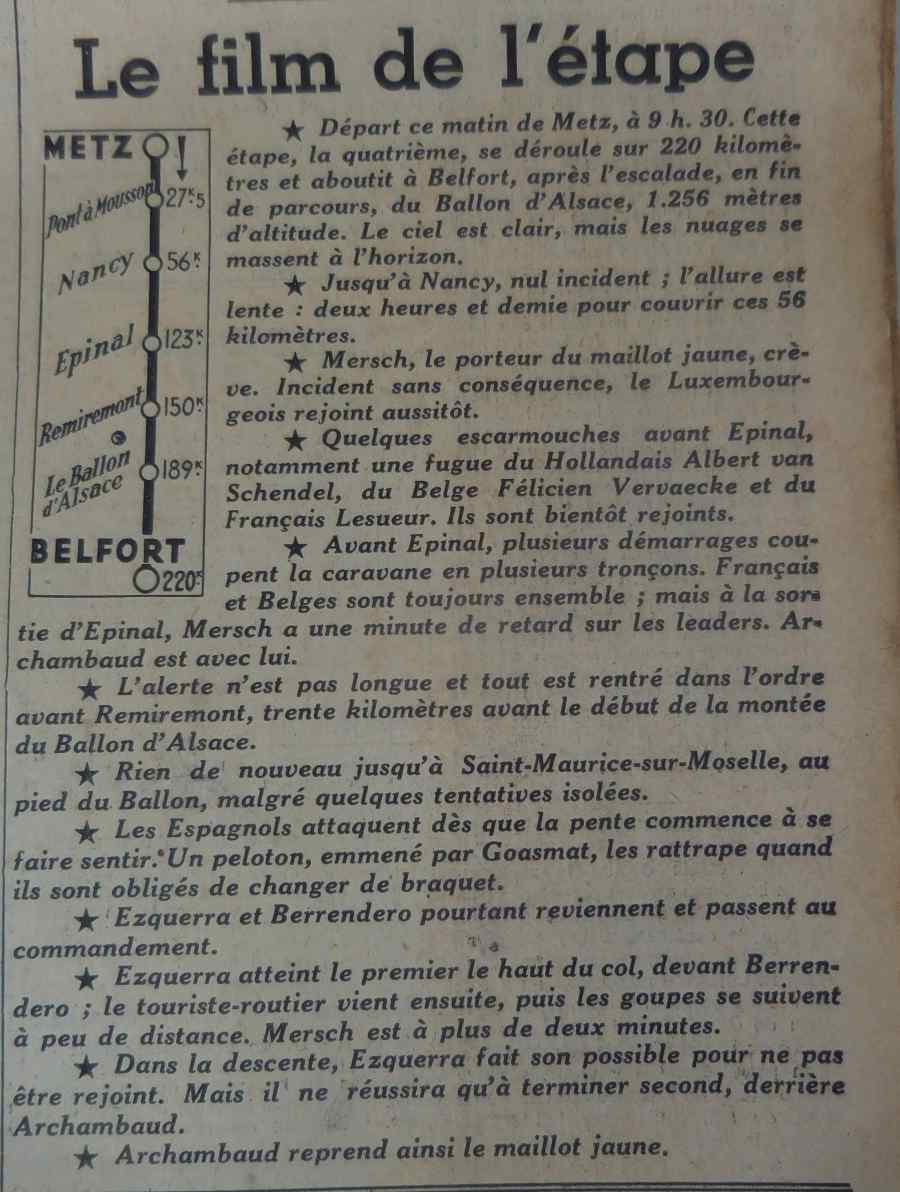 Le film de l'étape
METZ
Pont à Mousson 27K5
Nancy 56K
Epinal 123K
Remiremont 150K
Le Ballon
d'Alsace 189K
BELFORT
220K
★ Départ ce matin de Metz, à 9 h. 30. Cette
étape, la quatrième, se déroule sur 220 kilomè-
tres et aboutit à Belfort, après l'escalade, en fin
de parcours, du Ballon d'Alsace, 1.256 mètres
d'altitude. Le ciel est clair, mais les nuages se
massent à l'horizon.
★ Jusqu'à Nancy, nul incident ; l'allure est
lente : deux heures et demie pour couvrir ces 56
kilomètres.
★ Mersch, le porteur du maillot jaune, crè-
ve. Incident sans conséquence, le Luxembour-
geois rejoint aussitôt.
★ Quelques escarmouches avant Epinal,
notamment une fugue du Hollandais Albert van
Schendel, du Belge Félicien Vervaecke et du
Français Lesueur. Ils sont bientôt rejoints.
★ Avant Epinal, plusieurs démarrages cou-
pent la caravane en plusieurs tronçons. Français
et Belges sont toujours ensemble ; mais à la sor-
tie d'Epinal, Mersch a une minute de retard sur les leaders. Ar-
chambaud est avec lui.
★ L'alerte n'est pas longue et tout est rentré dans l'ordre
avant Remiremont, trente kilomètres avant le début de la montée
du Ballon d'Alsace.
★ Rien de nouveau jusqu'à Saint-Maurice-sur-Moselle, au
pied du Ballon, malgré quelques tentatives isolées.
★ Les Espagnols attaquent dès que la pente commence à se
faire sentir. Un peloton, emmené par Goasmat, les rattrape quand
ils sont obligés de changer de braquet.
★ Ezquerra et Berrendero pourtant reviennent et passent au
commandement.
★ Ezquerra atteint le premier le haut du col, devant Berren-
dero ; le touriste-routier vient ensuite, puis les goupes se suivent
à peu de distance. Mersch est à plus de deux minutes.
★ Dans la descente, Ezquerra fait son possible pour ne pas
être rejoint. Mais il ne réussira qu'à terminer second, derrière
Archambaud.
★ Archambaud reprend ainsi le maillot jaune.